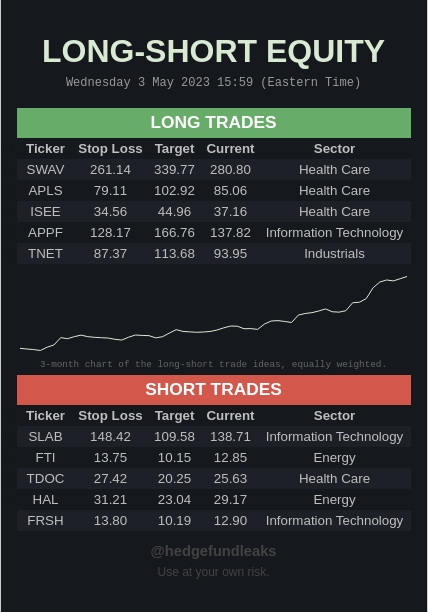 LONG-SHORT EQUITY
Wednesday 3 May 2023 15:59 (Eastern Time)
LONG TRADES
Ticker Stop Loss Target Current Sector
SWAV 261.14 339.77 280.80 Health Care
APLS 79.11 102.92 85.06 Health Care
ISEE 34.56 44.96 37.16 Health Care
APPF 128.17 166.76 137.82 Information Technology
TNET 87.37 113.68 93.95 Industrials
3-month chart of the long-short trade ideas, equally weighted.
SHORT TRADES
Ticker Stop Loss Target Current Sector
SLAB 148.42 109.58 138.71 Information Technology
FTI 13.75 10.15 12.85 Energy
TDOC 27.42 20.25 25.63 Health Care
HAL 31.21 23.04 29.17 Energy
FRSH 13.80 10.19 12.90 Information Technology
@hedgefundleaks
Use at your own risk.